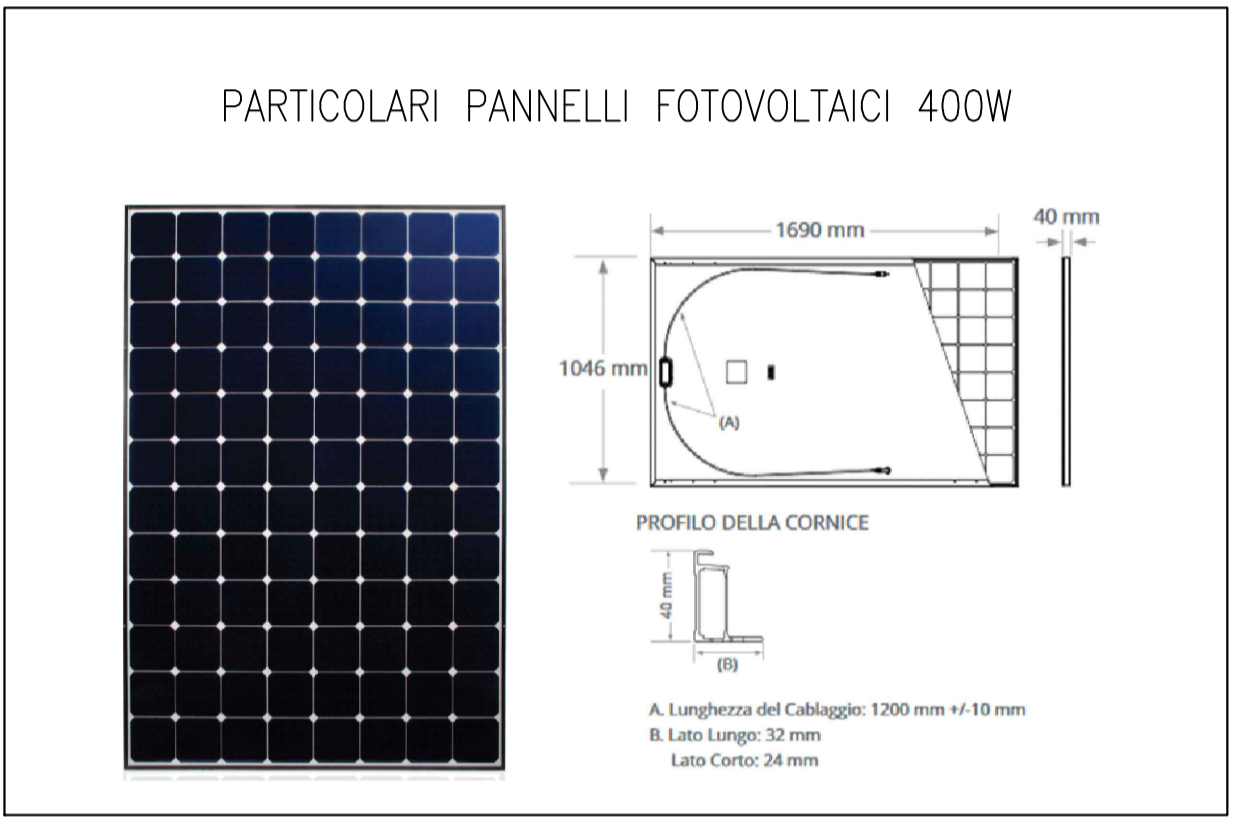 PARTICOLARI PANNELLI FOTOVOLTAICI 400W
1690 mm
40 mm
1046 mm
(A)
PROFILO DELLA CORNICE
40 mm
(B)
A. Lunghezza del Cablaggio: 1200 mm +/-10 mm
B. Lato Lungo: 32 mm
Lato Corto: 24 mm